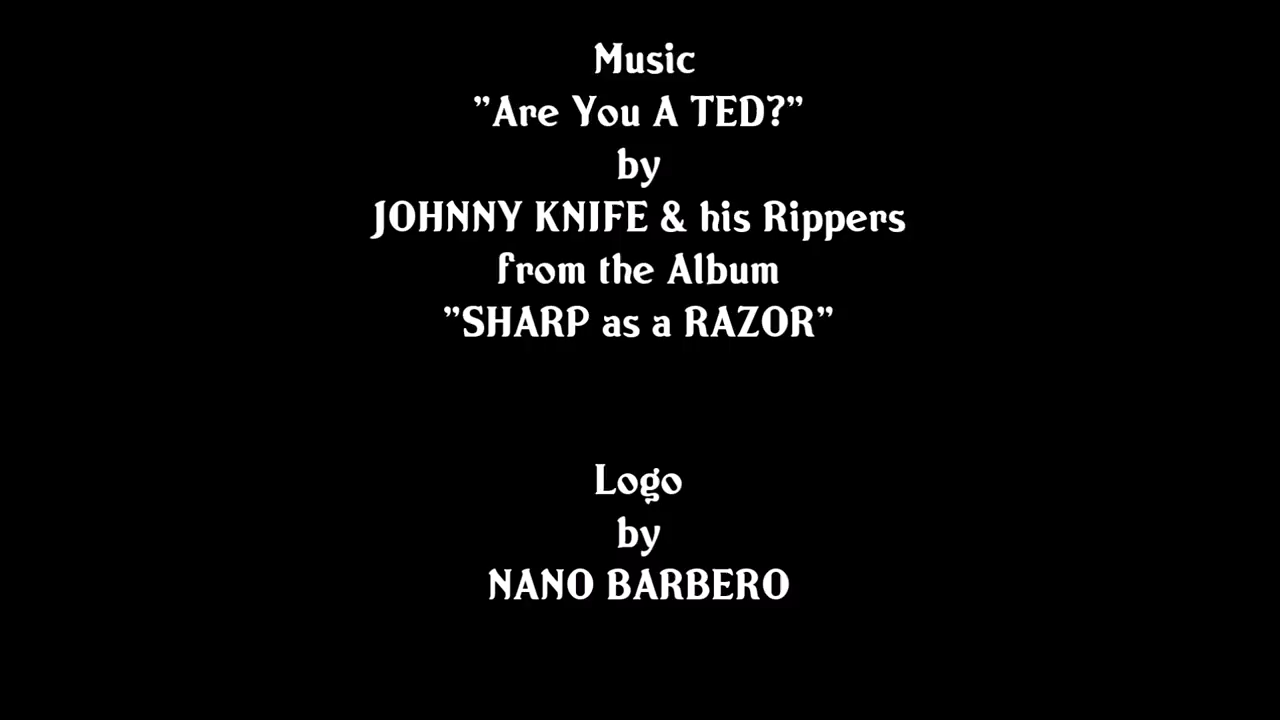 Music
"Are You A TED?"
by
JOHNNY KNIFE & his Rippers
from the Album
"SHARP as a RAZOR"
Logo
by
NANO BARBERO